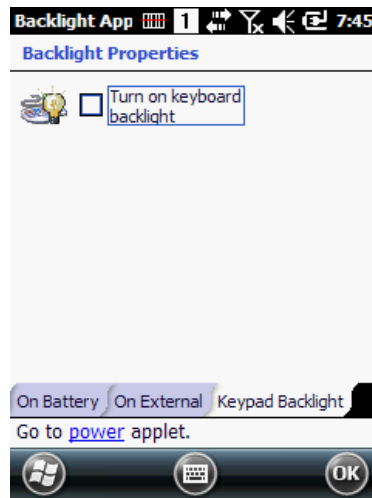 Backlight App 1 7:45
Backlight Properties
Turn on keyboard
backlight
On Battery On External Keypad Backlight
Go to power applet.
OK